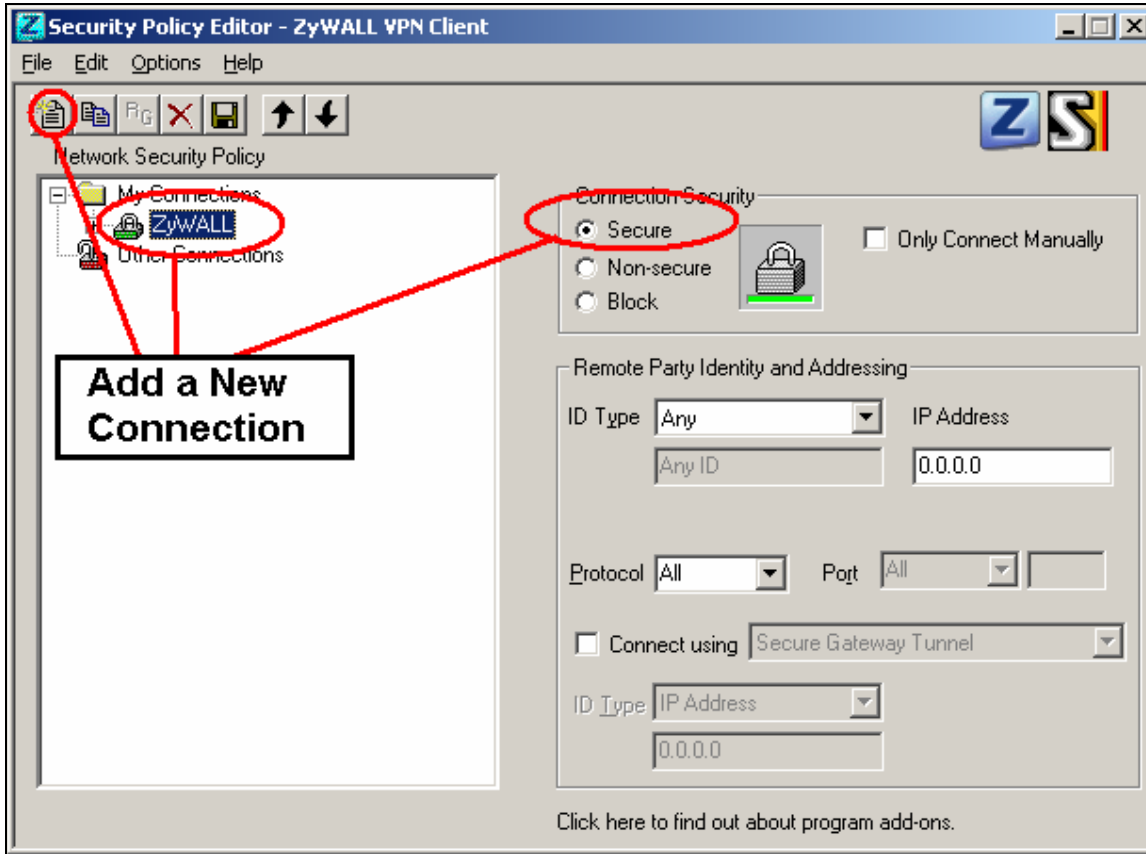 Security Policy Editor - ZyWALL VPN Client
File Edit Options Help
Network Security Policy
My Connections
ZyWALL
Other Connections
Add a New
Connection
Connection Security
Secure
Non-secure
Block
Only Connect Manually
Remote Party Identity and Addressing
ID Type Any IP Address
Any ID 0.0.0.0
Protocol All Port All
Connect using Secure Gateway Tunnel
ID Type IP Address
0.0.0.0
Click here to find out about program add-ons.